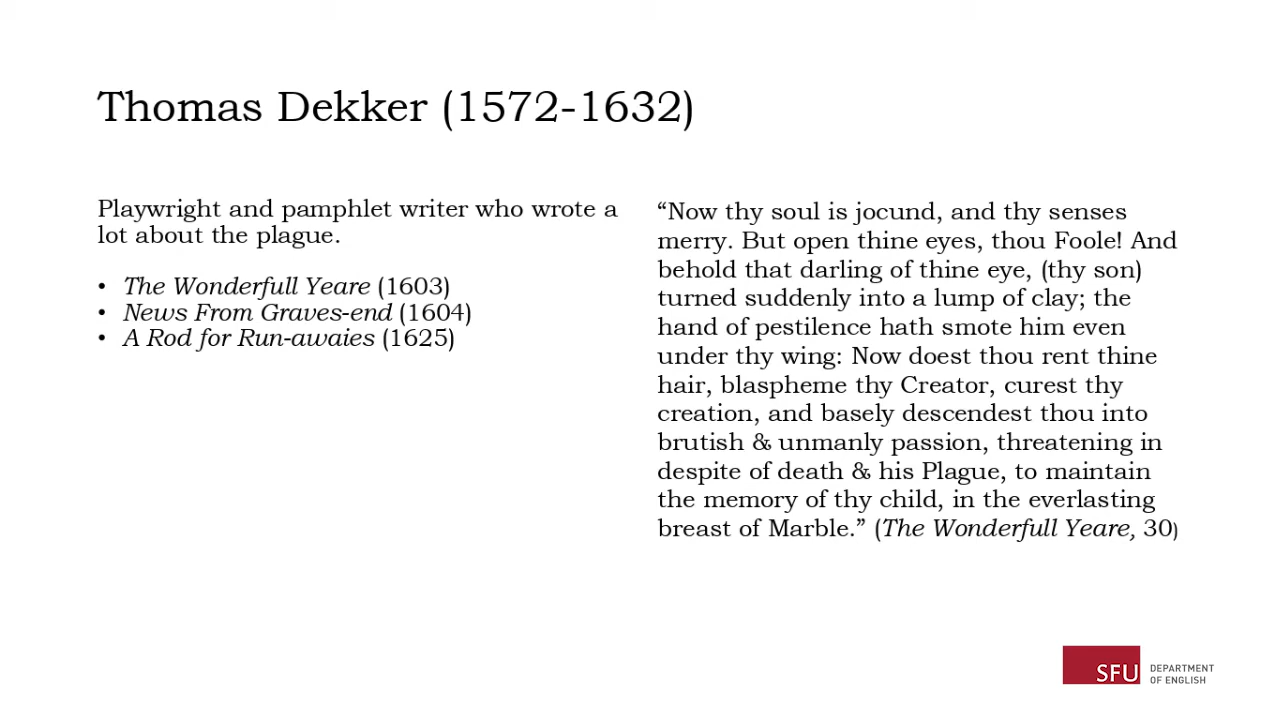 Thomas Dekker (1572-1632)
Playwright and pamphlet writer who wrote a
lot about the plague.
• The Wonderfull Yeare (1603)
• News From Graves-end (1604)
• A Rod for Run-awaies (1625)
“Now thy soul is jocund, and thy senses
merry. But open thine eyes, thou Foole! And
behold that darling of thine eye, (thy son)
turned suddenly into a lump of clay; the
hand of pestilence hath smote him even
under thy wing: Now doest thou rent thine
hair, blaspheme thy Creator, curest thy
creation, and basely descendest thou into
brutish & unmanly passion, threatening in
despite of death & his Plague, to maintain
the memory of thy child, in the everlasting
breast of Marble.” (The Wonderfull Yeare, 30)
SFU
DEPARTMENT
OF ENGLISH